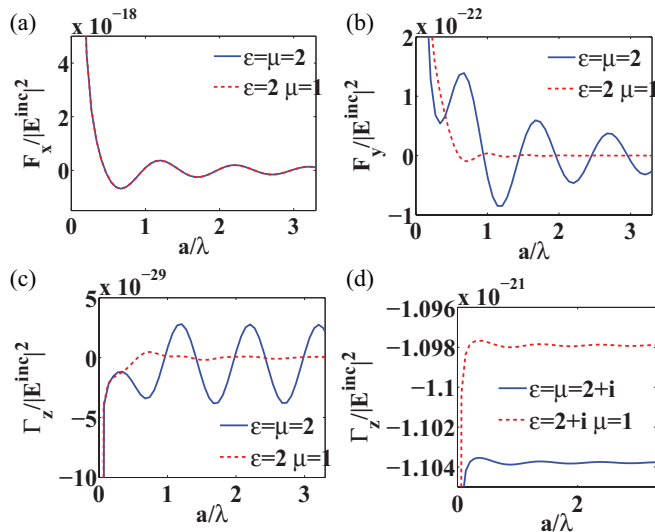 (a)
x 10⁻¹⁸
4
2
0
F_x/|E^inc|²
ε=μ=2
ε=2 μ=1
0 1 2 3
a/λ
(b)
x 10⁻²²
2
1
0
−1
F_y/|E^inc|²
ε=μ=2
ε=2 μ=1
0 1 2 3
a/λ
(c)
x 10⁻²⁹
5
0
−5
−10
Γ_z/|E^inc|²
ε=μ=2
ε=2 μ=1
0 1 2 3
a/λ
(d)
x 10⁻²¹
−1.096
−1.098
−1.1
−1.102
−1.104
Γ_z/|E^inc|²
ε=μ=2+i
ε=2+i μ=1
0 2
a/λ